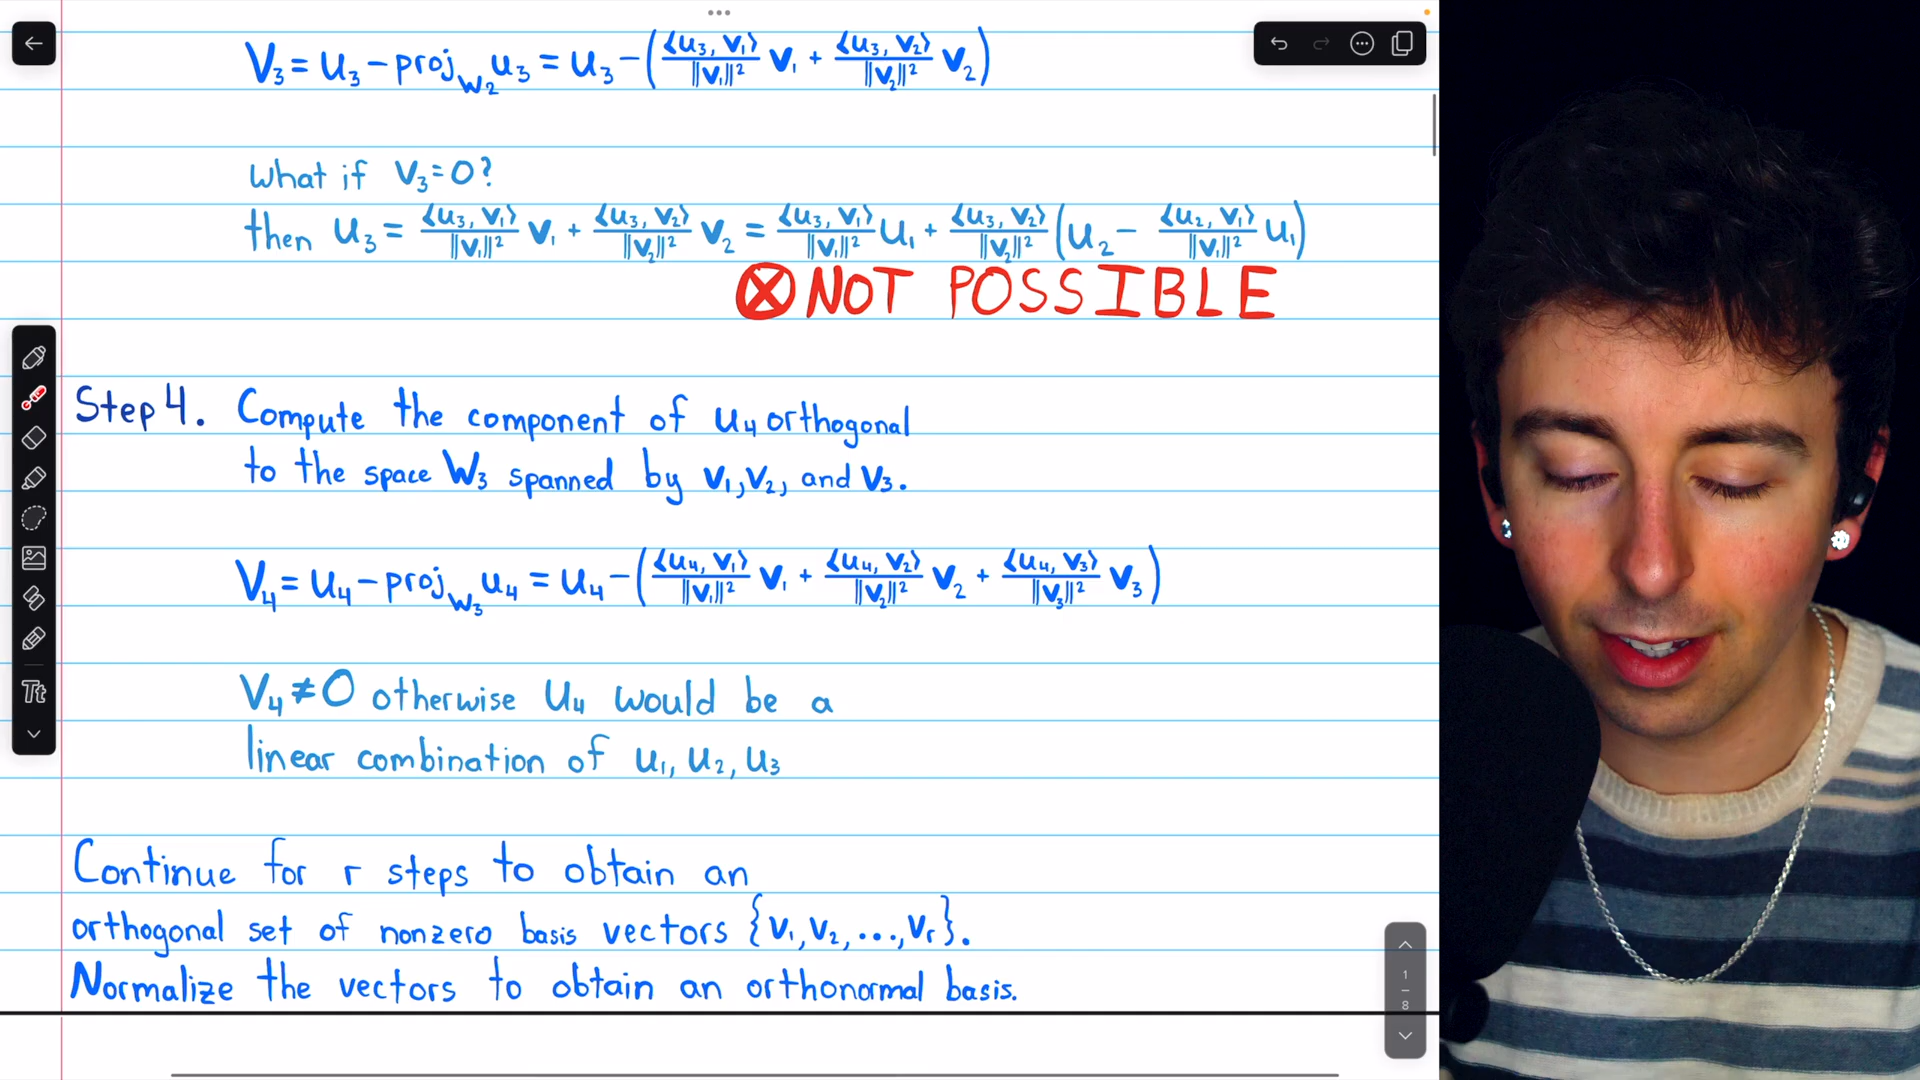 V₃ = u₃ − proj_W₂ u₃ = u₃ − (⟨u₃, v₁⟩/‖v₁‖² v₁ + ⟨u₃, v₂⟩/‖v₂‖² v₂)
What if v₃ = 0?
then u₃ = ⟨u₃, v₁⟩/‖v₁‖² v₁ + ⟨u₃, v₂⟩/‖v₂‖² v₂ = ⟨u₃, v₁⟩/‖v₁‖² u₁ + ⟨u₃, v₂⟩/‖v₂‖² (u₂ − ⟨u₂, v₁⟩/‖v₁‖² u₁)
⊗ NOT POSSIBLE
Step 4. Compute the component of u₄ orthogonal
to the space W₃ spanned by v₁, v₂, and v₃.
V₄ = u₄ − proj_W₃ u₄ = u₄ − (⟨u₄, v₁⟩/‖v₁‖² v₁ + ⟨u₄, v₂⟩/‖v₂‖² v₂ + ⟨u₄, v₃⟩/‖v₃‖² v₃)
V₄ ≠ 0 otherwise u₄ would be a
linear combination of u₁, u₂, u₃
Continue for r steps to obtain an
orthogonal set of nonzero basis vectors {v₁, v₂, ..., vᵣ}.
Normalize the vectors to obtain an orthonormal basis.
Tt
1
–
8